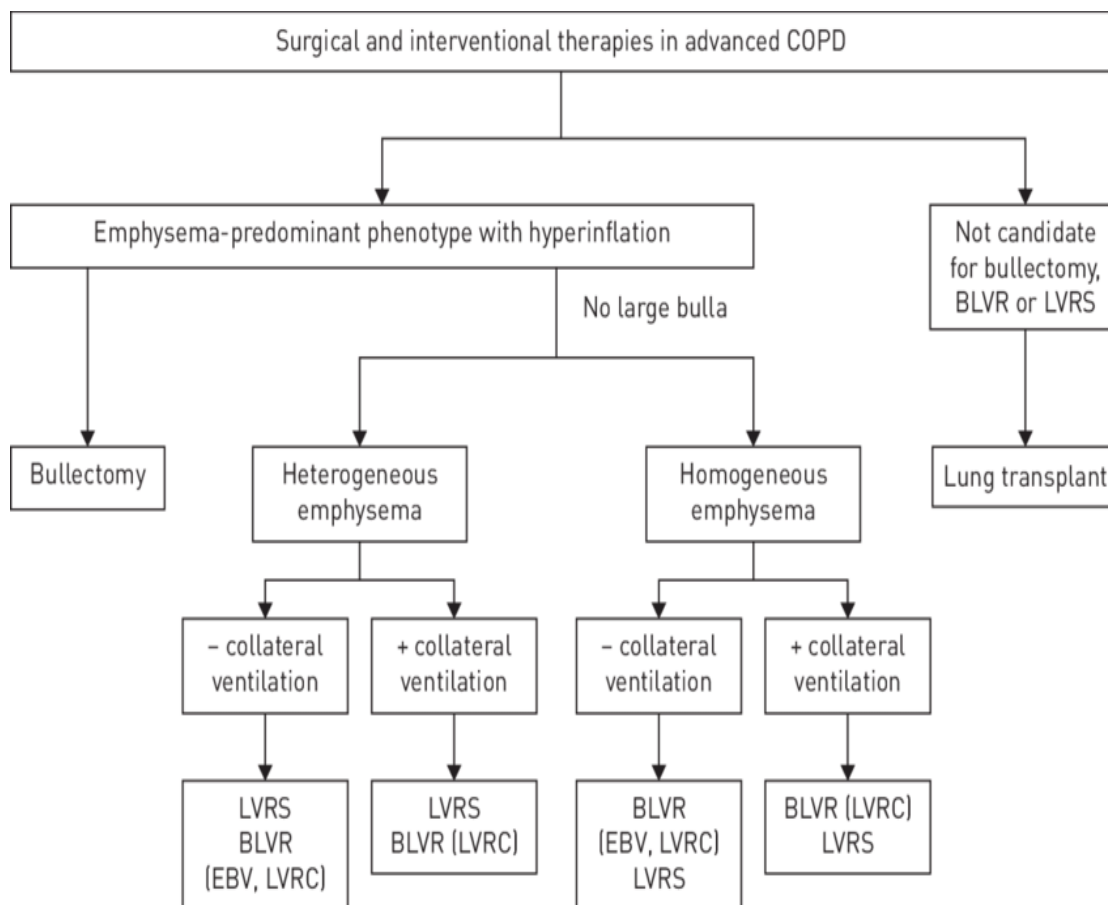 Surgical and interventional therapies in advanced COPD
Emphysema-predominant phenotype with hyperinflation
Not candidate
for bullectomy,
BLVR or LVRS
No large bulla
Bullectomy
Heterogeneous
emphysema
Homogeneous
emphysema
Lung transplant
– collateral
ventilation
+ collateral
ventilation
– collateral
ventilation
+ collateral
ventilation
LVRS
BLVR
(EBV, LVRC)
LVRS
BLVR (LVRC)
BLVR
(EBV, LVRC)
LVRS
BLVR (LVRC)
LVRS